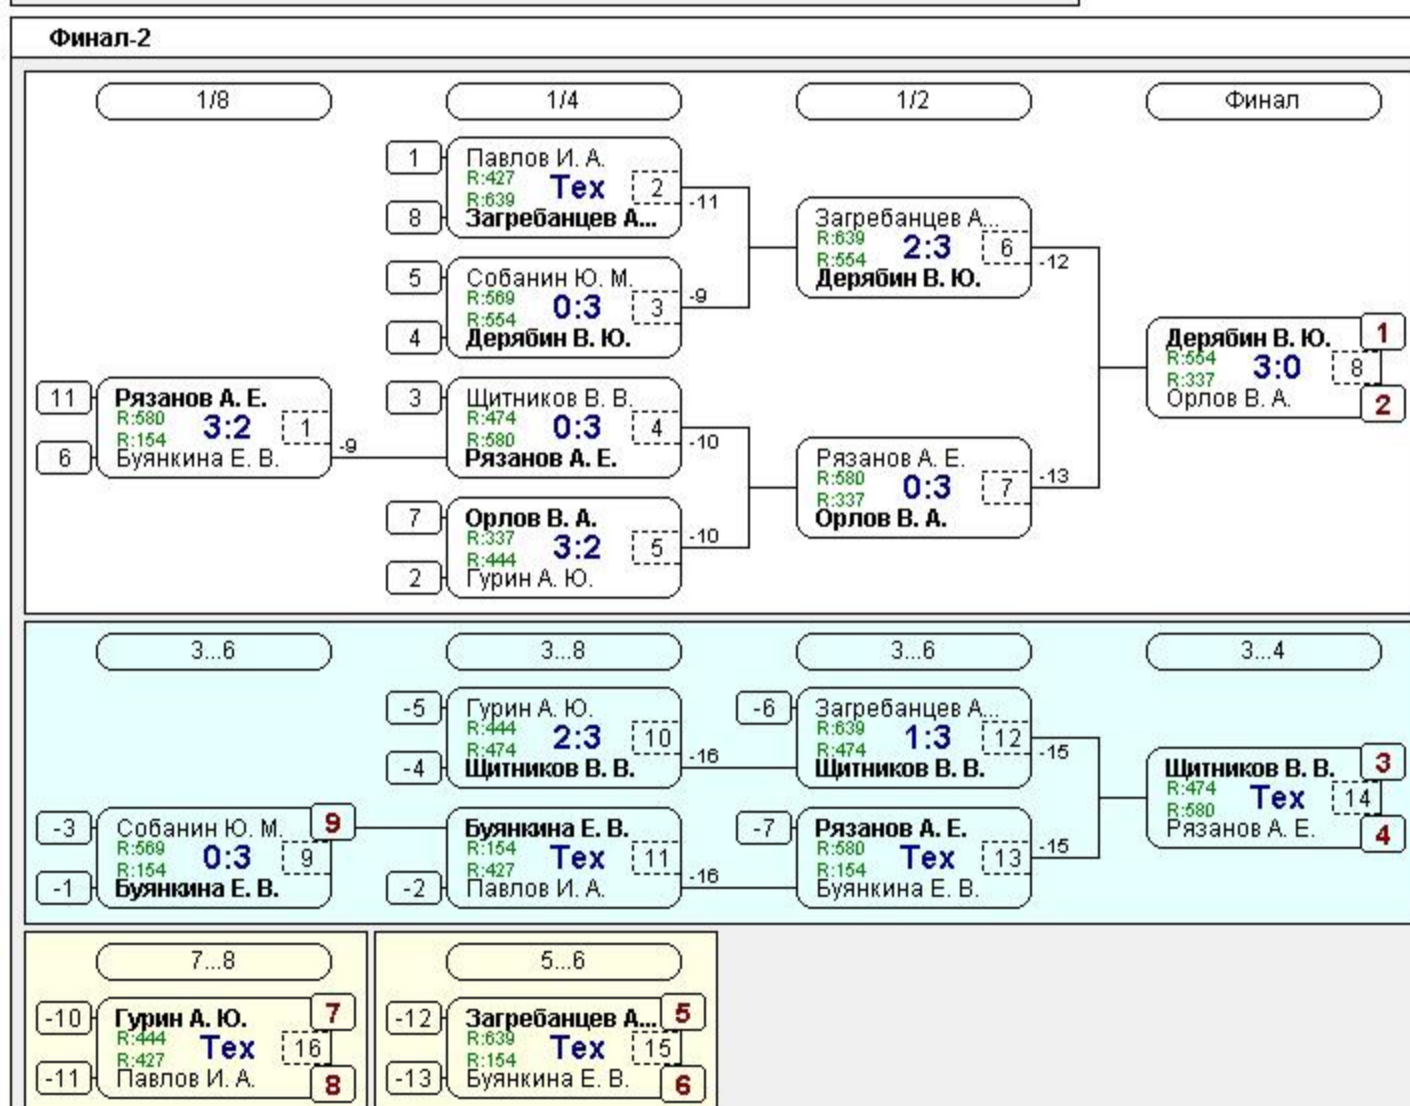 Финал-2
1/8
1/4
1/2
Финал
1
Павлов И. А.
R:427
Тех
2
R:639
8
Загребанцев А...
-11
Загребанцев А...
R:639
2:3
6
R:554
Дерябин В. Ю.
-12
5
Собанин Ю. М.
R:569
0:3
3
R:554
4
Дерябин В. Ю.
-9
Дерябин В. Ю.
1
R:554
3:0
8
R:337
Орлов В. А.
2
11
Рязанов А. Е.
R:580
3:2
1
R:154
6
Буянкина Е. В.
-9
3
Щитников В. В.
R:474
0:3
4
R:580
Рязанов А. Е.
-10
Рязанов А. Е.
R:580
0:3
7
R:337
Орлов В. А.
-13
7
Орлов В. А.
R:337
3:2
5
R:444
2
Гурин А. Ю.
-10
3...6
3...8
3...6
3...4
-5
Гурин А. Ю.
R:444
2:3
10
R:474
-4
Щитников В. В.
-16
-6
Загребанцев А...
R:639
1:3
12
R:474
Щитников В. В.
-15
Щитников В. В.
3
R:474
Тех
14
R:580
Рязанов А. Е.
4
-3
Собанин Ю. М.
9
R:569
0:3
9
R:154
-1
Буянкина Е. В.
Буянкина Е. В.
R:154
Тех
11
R:427
-2
Павлов И. А.
-16
-7
Рязанов А. Е.
R:580
Тех
13
R:154
Буянкина Е. В.
-15
7...8
5...6
-10
Гурин А. Ю.
7
R:444
Тех
16
R:427
-11
Павлов И. А.
8
-12
Загребанцев А...
5
R:639
Тех
15
R:154
-13
Буянкина Е. В.
6